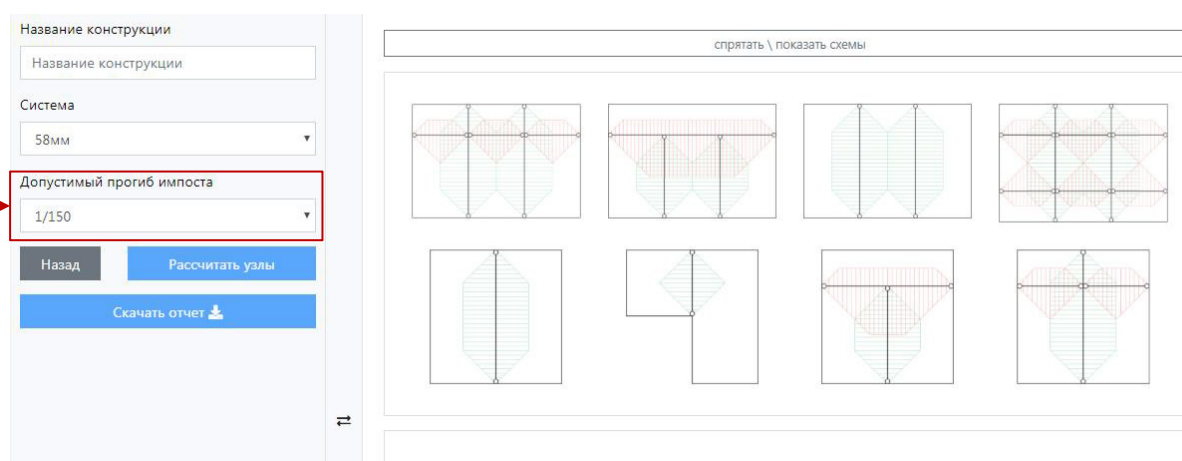 Название конструкции
Название конструкции
Система
58мм
Допустимый прогиб импоста
1/150
Назад
Рассчитать узлы
Скачать отчет
спрятать \ показать схемы